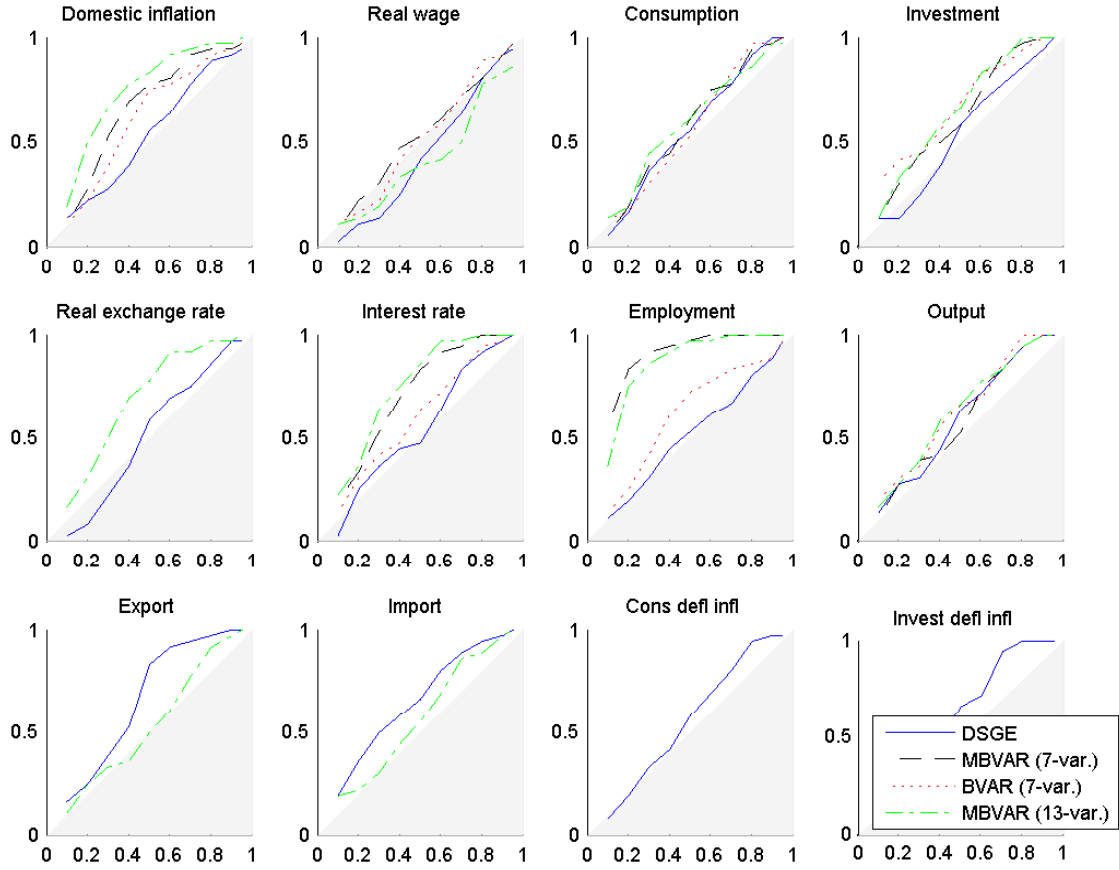 Domestic inflation
Real wage
Consumption
Investment
1
0.5
0
0 0.2 0.4 0.6 0.8 1
1
0.5
0
0 0.2 0.4 0.6 0.8 1
1
0.5
0
0 0.2 0.4 0.6 0.8 1
1
0.5
0
0 0.2 0.4 0.6 0.8 1
Real exchange rate
Interest rate
Employment
Output
1
0.5
0
0 0.2 0.4 0.6 0.8 1
1
0.5
0
0 0.2 0.4 0.6 0.8 1
1
0.5
0
0 0.2 0.4 0.6 0.8 1
1
0.5
0
0 0.2 0.4 0.6 0.8 1
Export
Import
Cons defl infl
Invest defl infl
1
0.5
0
0 0.2 0.4 0.6 0.8 1
1
0.5
0
0 0.2 0.4 0.6 0.8 1
1
0.5
0
0 0.2 0.4 0.6 0.8 1
1
0.5
0
0 0.2 0.4 0.6 0.8 1
DSGE
MBVAR (7-var.)
BVAR (7-var.)
MBVAR (13-var.)